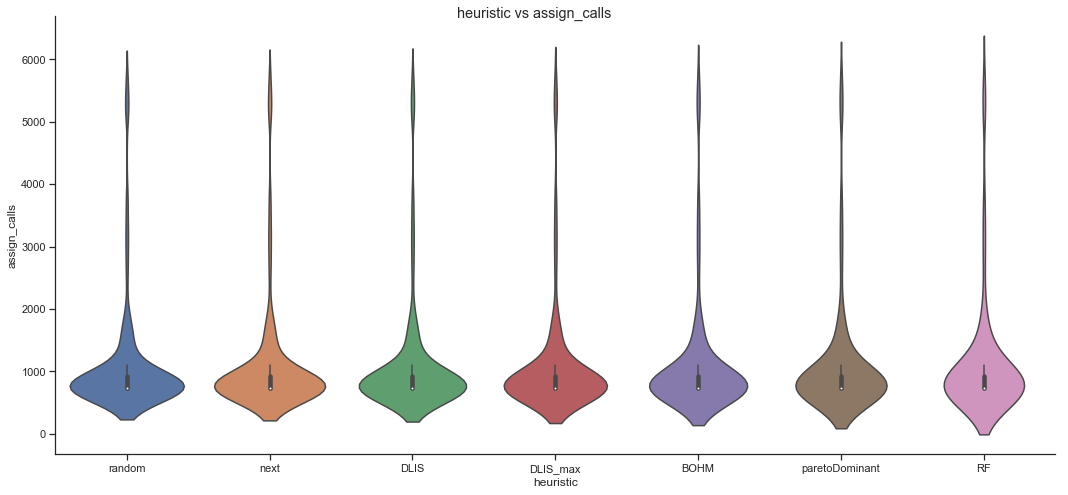 heuristic vs assign_calls
6000
5000
4000
3000
2000
1000
0
assign_calls
random next DLIS DLIS_max BOHM paretoDominant RF
heuristic